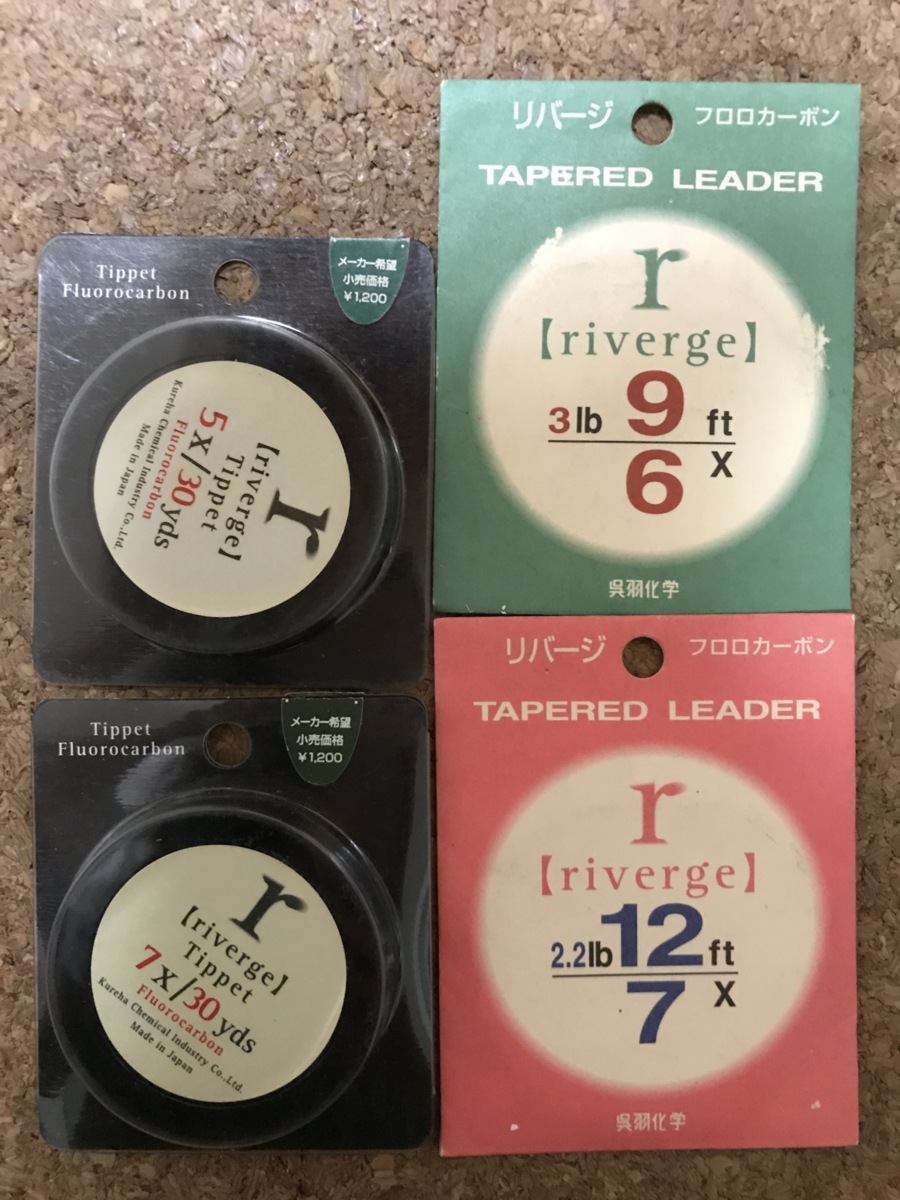 Tippet
Fluorocarbon
メーカー希望
小売価格
¥1,200
r
【riverge】
Tippet
5X/30yds
Fluorocarbon
Kureha Chemical Industry Co.,Ltd.
Made in Japan
リバージ フロロカーボン
TAPERED LEADER
r
【riverge】
3lb 9 ft
6 X
呉羽化学
Tippet
Fluorocarbon
メーカー希望
小売価格
¥1,200
r
【riverge】
Tippet
7X/30yds
Fluorocarbon
Kureha Chemical Industry Co.,Ltd.
Made in Japan
リバージ フロロカーボン
TAPERED LEADER
r
【riverge】
2.2lb 12 ft
7 X
呉羽化学